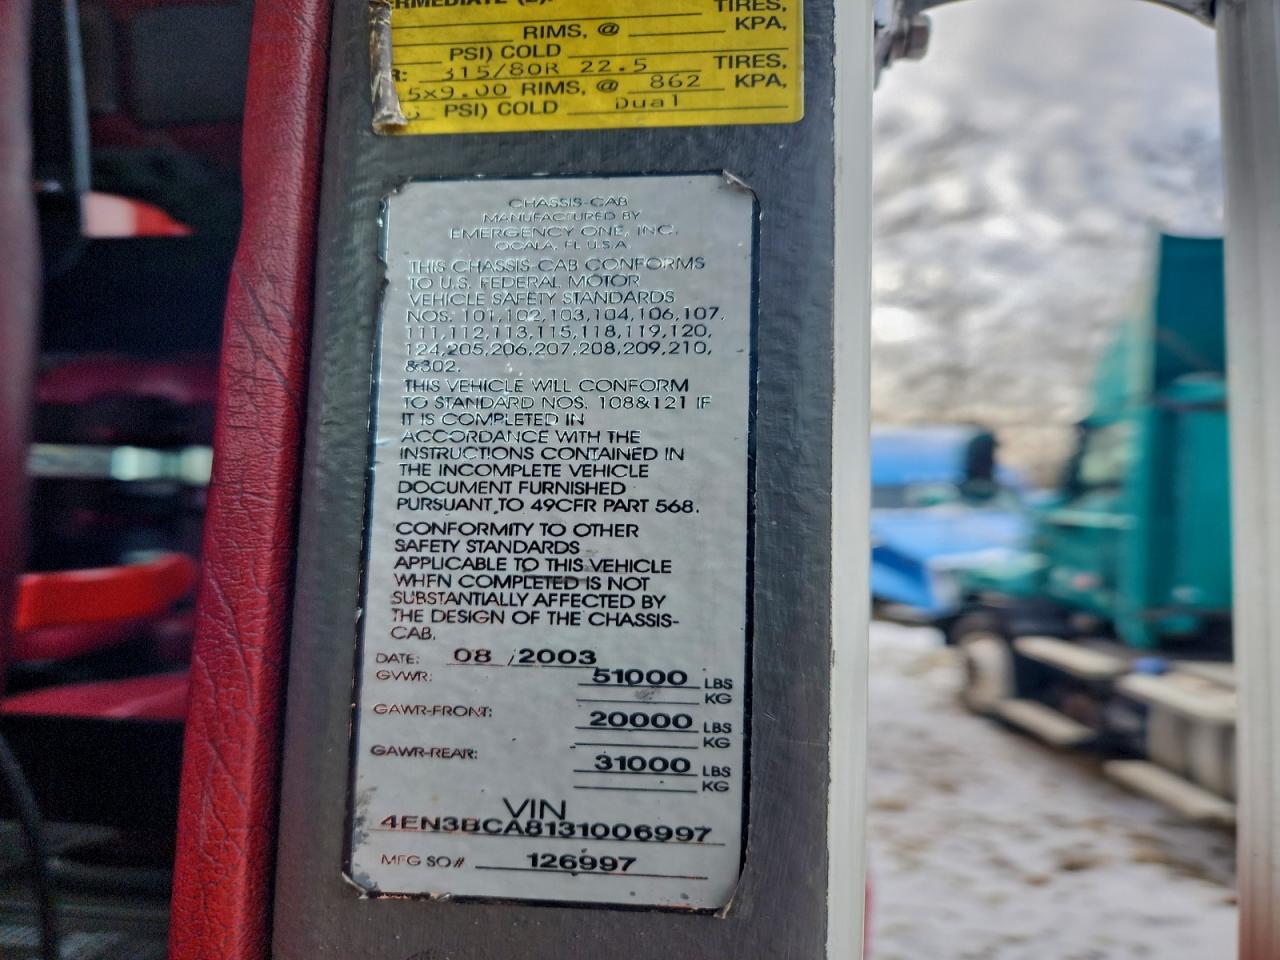 ERMEDIATE (2):
TIRES,
RIMS, @ KPA,
PSI) COLD
R: 315/80R 22.5 TIRES,
5x9.00 RIMS, @ 862 KPA,
PSI) COLD Dual
CHASSIS-CAB
MANUFACTURED BY
EMERGENCY ONE, INC.
OCALA, FL U.S.A.
THIS CHASSIS-CAB CONFORMS
TO U.S. FEDERAL MOTOR
VEHICLE SAFETY STANDARDS
NOS. 101,102,103,104,106,107,
111,112,113,115,118,119,120,
124,205,206,207,208,209,210,
&302.
THIS VEHICLE WILL CONFORM
TO STANDARD NOS. 108&121 IF
IT IS COMPLETED IN
ACCORDANCE WITH THE
INSTRUCTIONS CONTAINED IN
THE INCOMPLETE VEHICLE
DOCUMENT FURNISHED
PURSUANT TO 49CFR PART 568.
CONFORMITY TO OTHER
SAFETY STANDARDS
APPLICABLE TO THIS VEHICLE
WHEN COMPLETED IS NOT
SUBSTANTIALLY AFFECTED BY
THE DESIGN OF THE CHASSIS-
CAB.
DATE: 08 /2003
GVWR: 51000 LBS
KG
GAWR-FRONT: 20000 LBS
KG
GAWR-REAR: 31000 LBS
KG
VIN
4EN3BCA8131006997
MFG SO# 126997